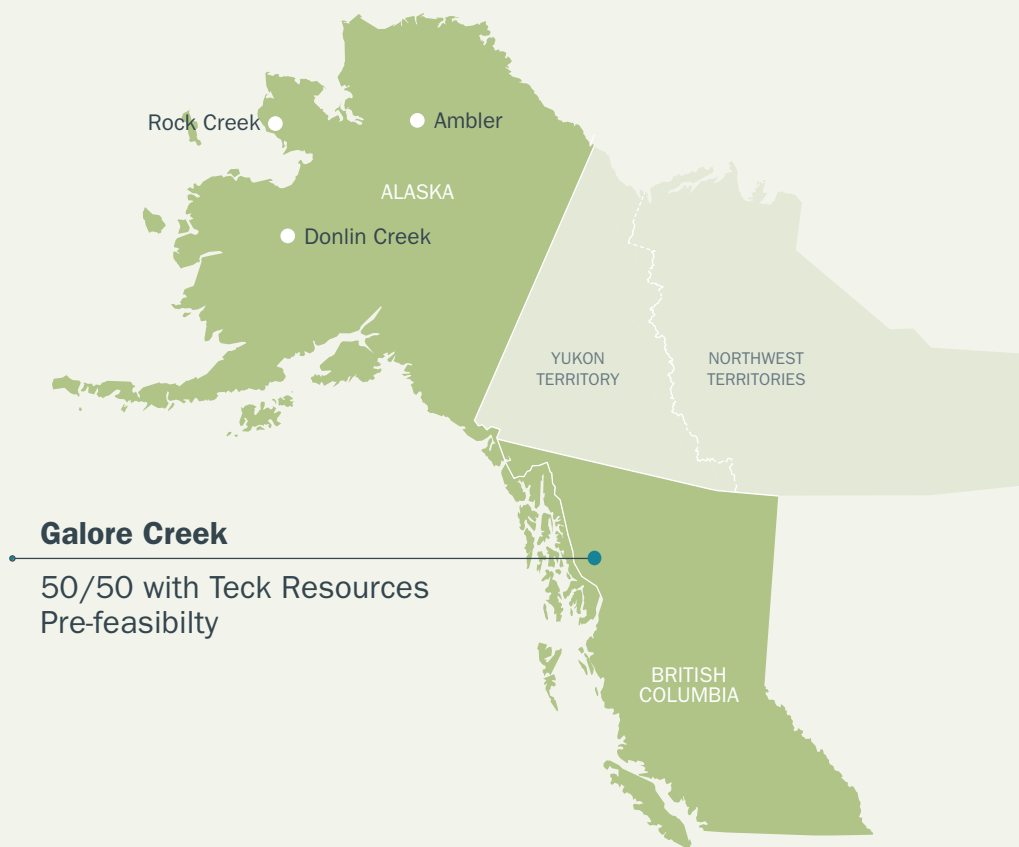 Rock Creek
Ambler
ALASKA
Donlin Creek
YUKON
TERRITORY
NORTHWEST
TERRITORIES
Galore Creek
50/50 with Teck Resources
Pre-feasibilty
BRITISH
COLUMBIA